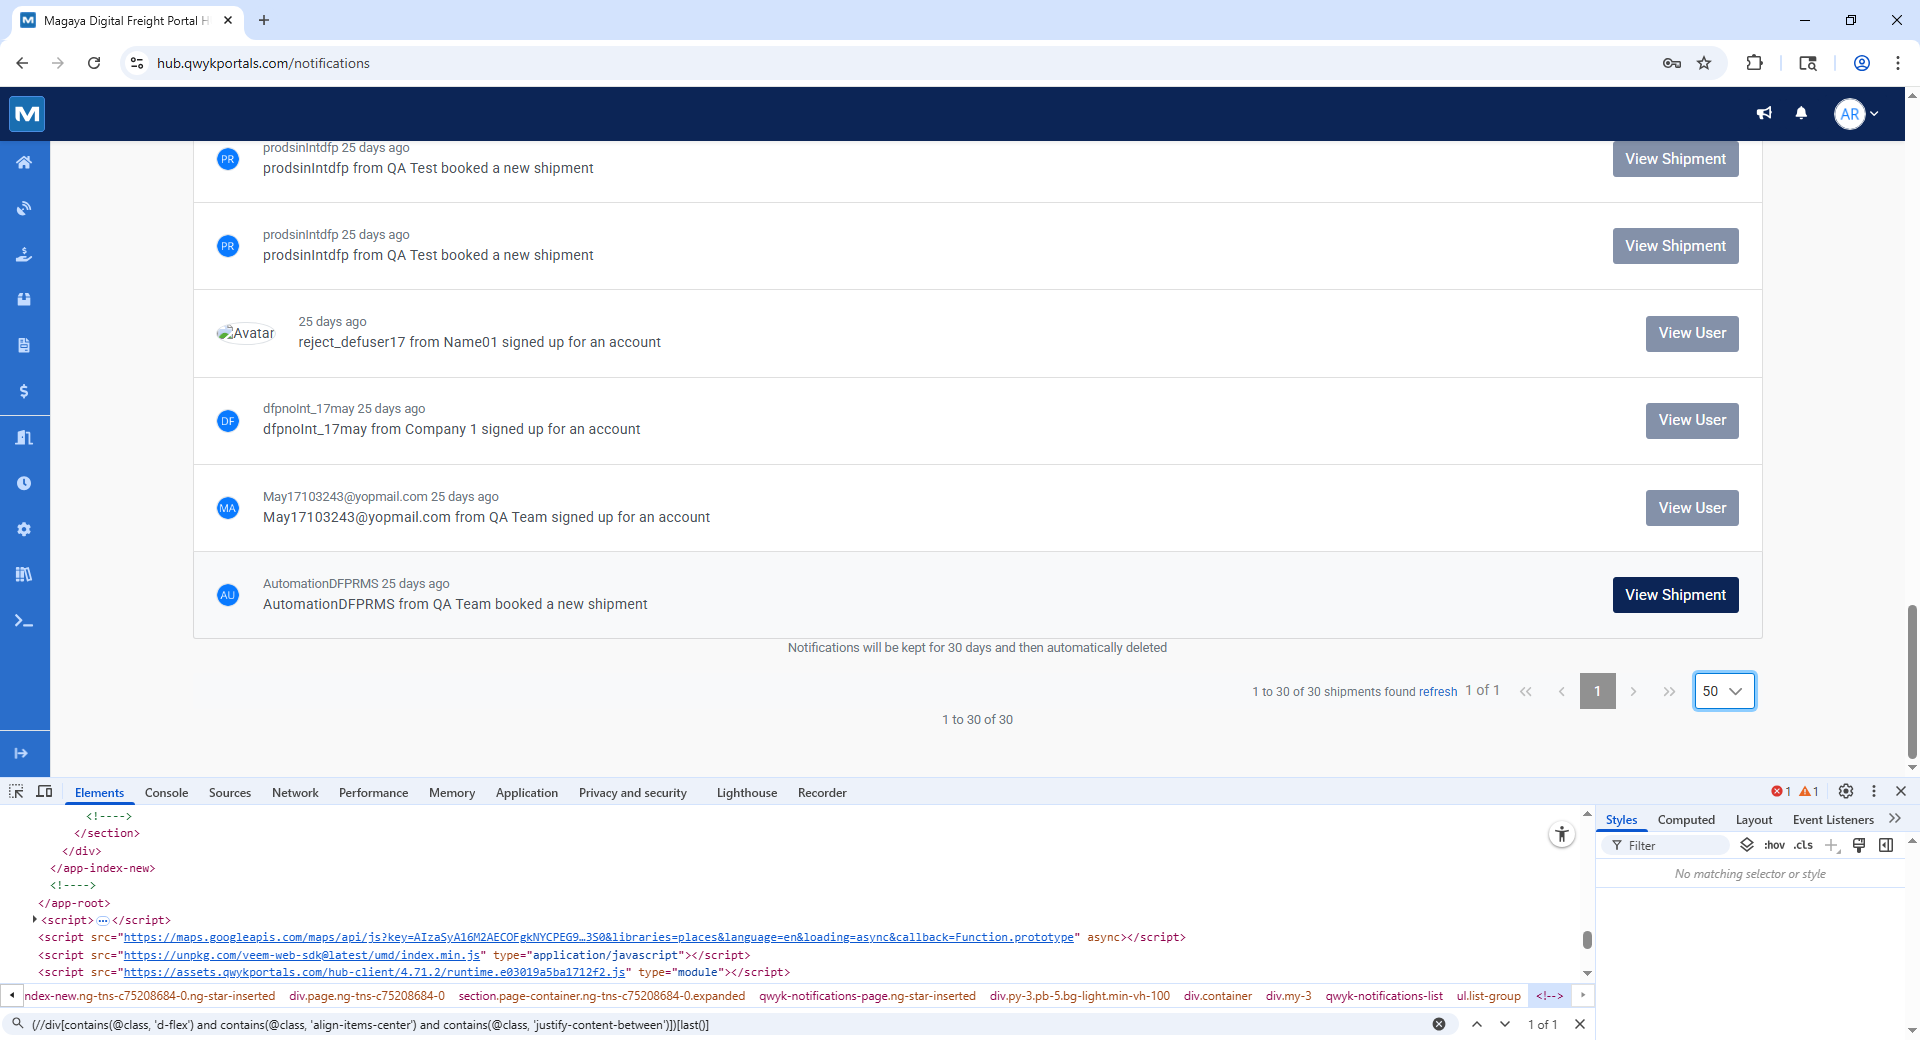 Magaya Digital Freight Portal H
hub.qwykportals.com/notifications
AR
prodsinIntdfp 25 days ago
PR
prodsinIntdfp from QA Test booked a new shipment
View Shipment
prodsinIntdfp 25 days ago
PR
prodsinIntdfp from QA Test booked a new shipment
View Shipment
25 days ago
Avatar
reject_defuser17 from Name01 signed up for an account
View User
dfpnoInt_17may 25 days ago
DF
dfpnoInt_17may from Company 1 signed up for an account
View User
May17103243@yopmail.com 25 days ago
MA
May17103243@yopmail.com from QA Team signed up for an account
View User
AutomationDFPRMS 25 days ago
AU
AutomationDFPRMS from QA Team booked a new shipment
View Shipment
Notifications will be kept for 30 days and then automatically deleted
1 to 30 of 30 shipments found refresh 1 of 1 « ‹ 1 › » 50
1 to 30 of 30
Elements Console Sources Network Performance Memory Application Privacy and security Lighthouse Recorder 1 1
<!---->
</section>
</div>
</app-index-new>
<!---->
</app-root>
<script>…</script>
<script src="https://maps.googleapis.com/maps/api/js?key=AIzaSyA16M2AECOFgkNYCPEG9…3S0&libraries=places&language=en&loading=async&callback=Function.prototype" async></script>
<script src="https://unpkg.com/veem-web-sdk@latest/umd/index.min.js" type="application/javascript"></script>
<script src="https://assets.qwykportals.com/hub-client/4.71.2/runtime.e03019a5ba1712f2.js" type="module"></script>
Styles Computed Layout Event Listeners
Filter :hov .cls
No matching selector or style
ndex-new.ng-tns-c75208684-0.ng-star-inserted div.page.ng-tns-c75208684-0 section.page-container.ng-tns-c75208684-0.expanded qwyk-notifications-page.ng-star-inserted div.py-3.pb-5.bg-light.min-vh-100 div.container div.my-3 qwyk-notifications-list ul.list-group <!-->
(//div[contains(@class, 'd-flex') and contains(@class, 'align-items-center') and contains(@class, 'justify-content-between')])[last()]
1 of 1